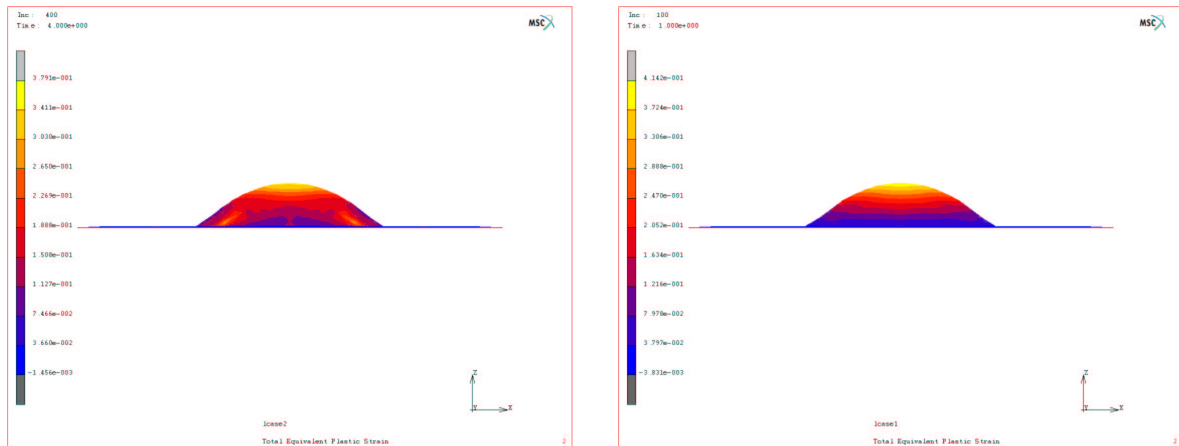 Inc: 400
Time: 4.000e+000
MSC
3.791e-001
3.411e-001
3.030e-001
2.650e-001
2.269e-001
1.888e-001
1.508e-001
1.127e-001
7.466e-002
3.660e-002
-1.456e-003
Z
Y
X
lcase2
Total Equivalent Plastic Strain
2
Inc: 100
Time: 1.000e+000
MSC
4.142e-001
3.724e-001
3.306e-001
2.888e-001
2.470e-001
2.052e-001
1.634e-001
1.216e-001
7.978e-002
3.797e-002
-3.831e-003
Z
Y
X
lcase1
Total Equivalent Plastic Strain
2